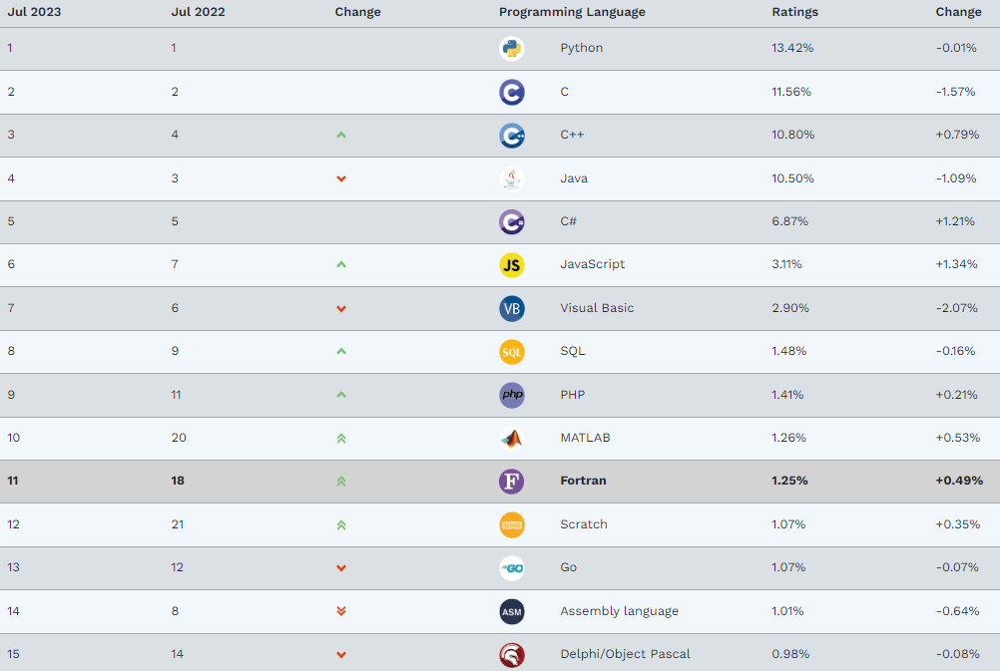 Jul 2023 Jul 2022 Change Programming Language Ratings Change
1 1 Python 13.42% -0.01%
2 2 C C 11.56% -1.57%
3 4 C++ C++ 10.80% +0.79%
4 3 Java 10.50% -1.09%
5 5 C C# 6.87% +1.21%
6 7 JS JavaScript 3.11% +1.34%
7 6 VB Visual Basic 2.90% -2.07%
8 9 SQL SQL 1.48% -0.16%
9 11 php PHP 1.41% +0.21%
10 20 MATLAB 1.26% +0.53%
11 18 F Fortran 1.25% +0.49%
12 21 Scratch 1.07% +0.35%
13 12 GO Go 1.07% -0.07%
14 8 ASM Assembly language 1.01% -0.64%
15 14 Delphi/Object Pascal 0.98% -0.08%